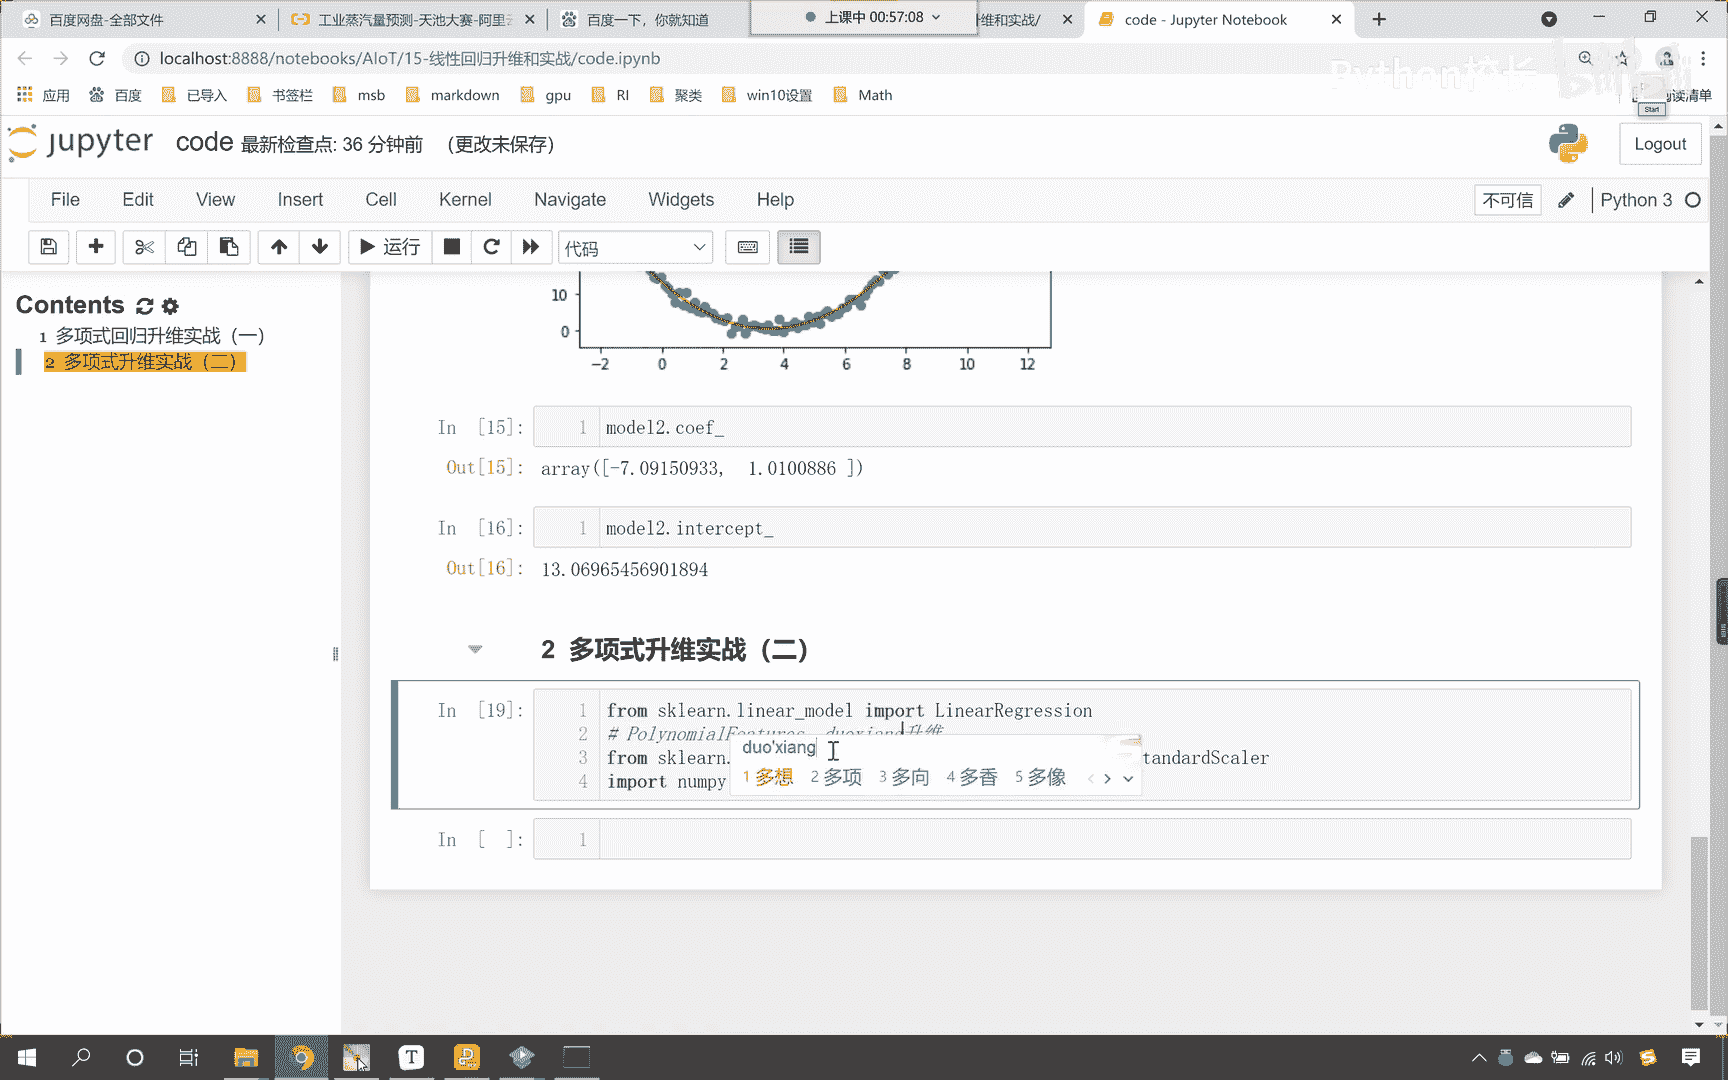 百度网盘-全部文件
工业蒸汽量预测-天池大赛-阿里云
百度一下，你就知道
上课中 00:57:08
维和实战/
code - Jupyter Notebook
localhost:8888/notebooks/AIoT/15-线性回归升维和实战/code.ipynb
Python校长
应用
百度
已导入
书签栏
msb
markdown
gpu
RI
聚类
win10设置
Math
阅读清单
Start
jupyter
code 最新检查点: 36 分钟前 (更改未保存)
Logout
File Edit View Insert Cell Kernel Navigate Widgets Help
不可信
Python 3
运行
代码
Contents
1 多项式回归升维实战（一）
2 多项式升维实战（二）
10
0
−2 0 2 4 6 8 10 12
In [15]: 1 model2.coef_
Out[15]: array([-7.09150933, 1.0100886 ])
In [16]: 1 model2.intercept_
Out[16]: 13.06965456901894
2 多项式升维实战（二）
In [19]: 1 from sklearn.linear_model import LinearRegression
2 # PolynomialFeatures duoxiang升维
3 from sklearn. tandardScaler
4 import numpy
duo'xiang
1 多想 2 多项 3 多向 4 多香 5 多像
In [ ]: 1